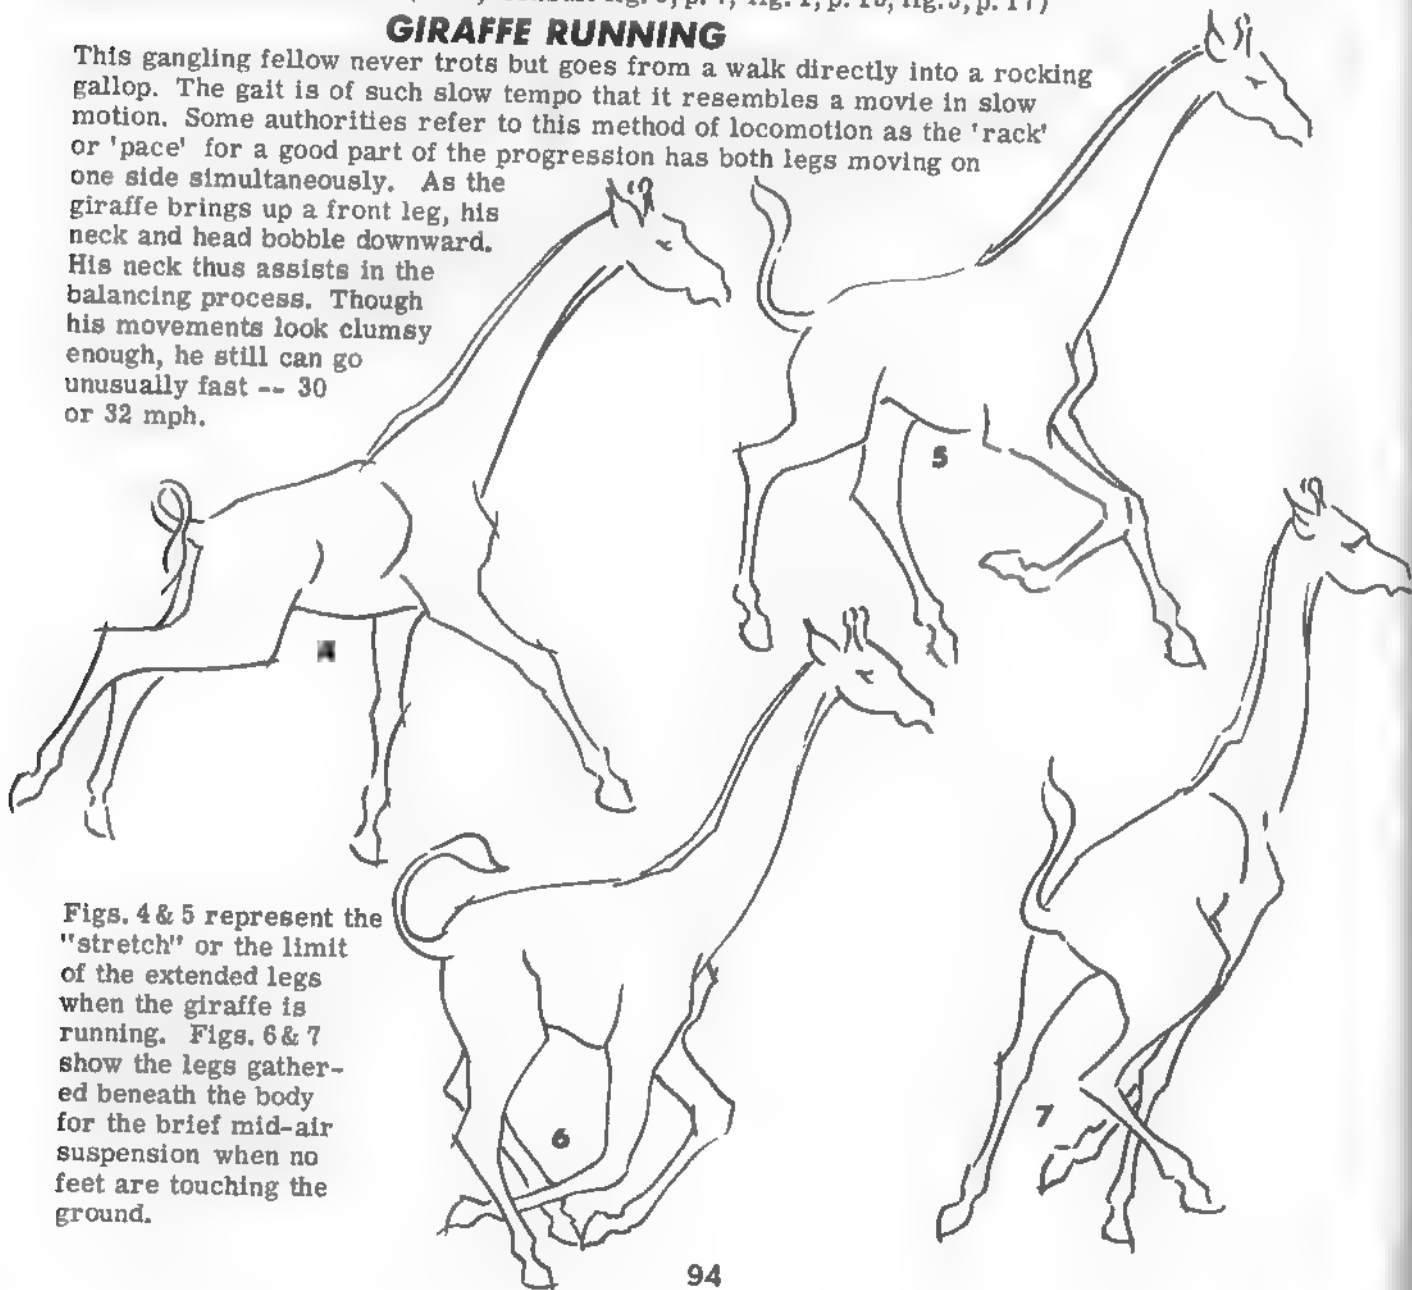 GIRAFFE RUNNING
This gangling fellow never trots but goes from a walk directly into a rocking
gallop. The gait is of such slow tempo that it resembles a movie in slow
motion. Some authorities refer to this method of locomotion as the 'rack'
or 'pace' for a good part of the progression has both legs moving on
one side simultaneously. As the
giraffe brings up a front leg, his
neck and head bobble downward.
His neck thus assists in the
balancing process. Though
his movements look clumsy
enough, he still can go
unusually fast -- 30
or 32 mph.
5
4
Figs. 4 & 5 represent the
"stretch" or the limit
of the extended legs
when the giraffe is
running. Figs. 6 & 7
show the legs gather-
ed beneath the body
for the brief mid-air
suspension when no
feet are touching the
ground.
6
7
94